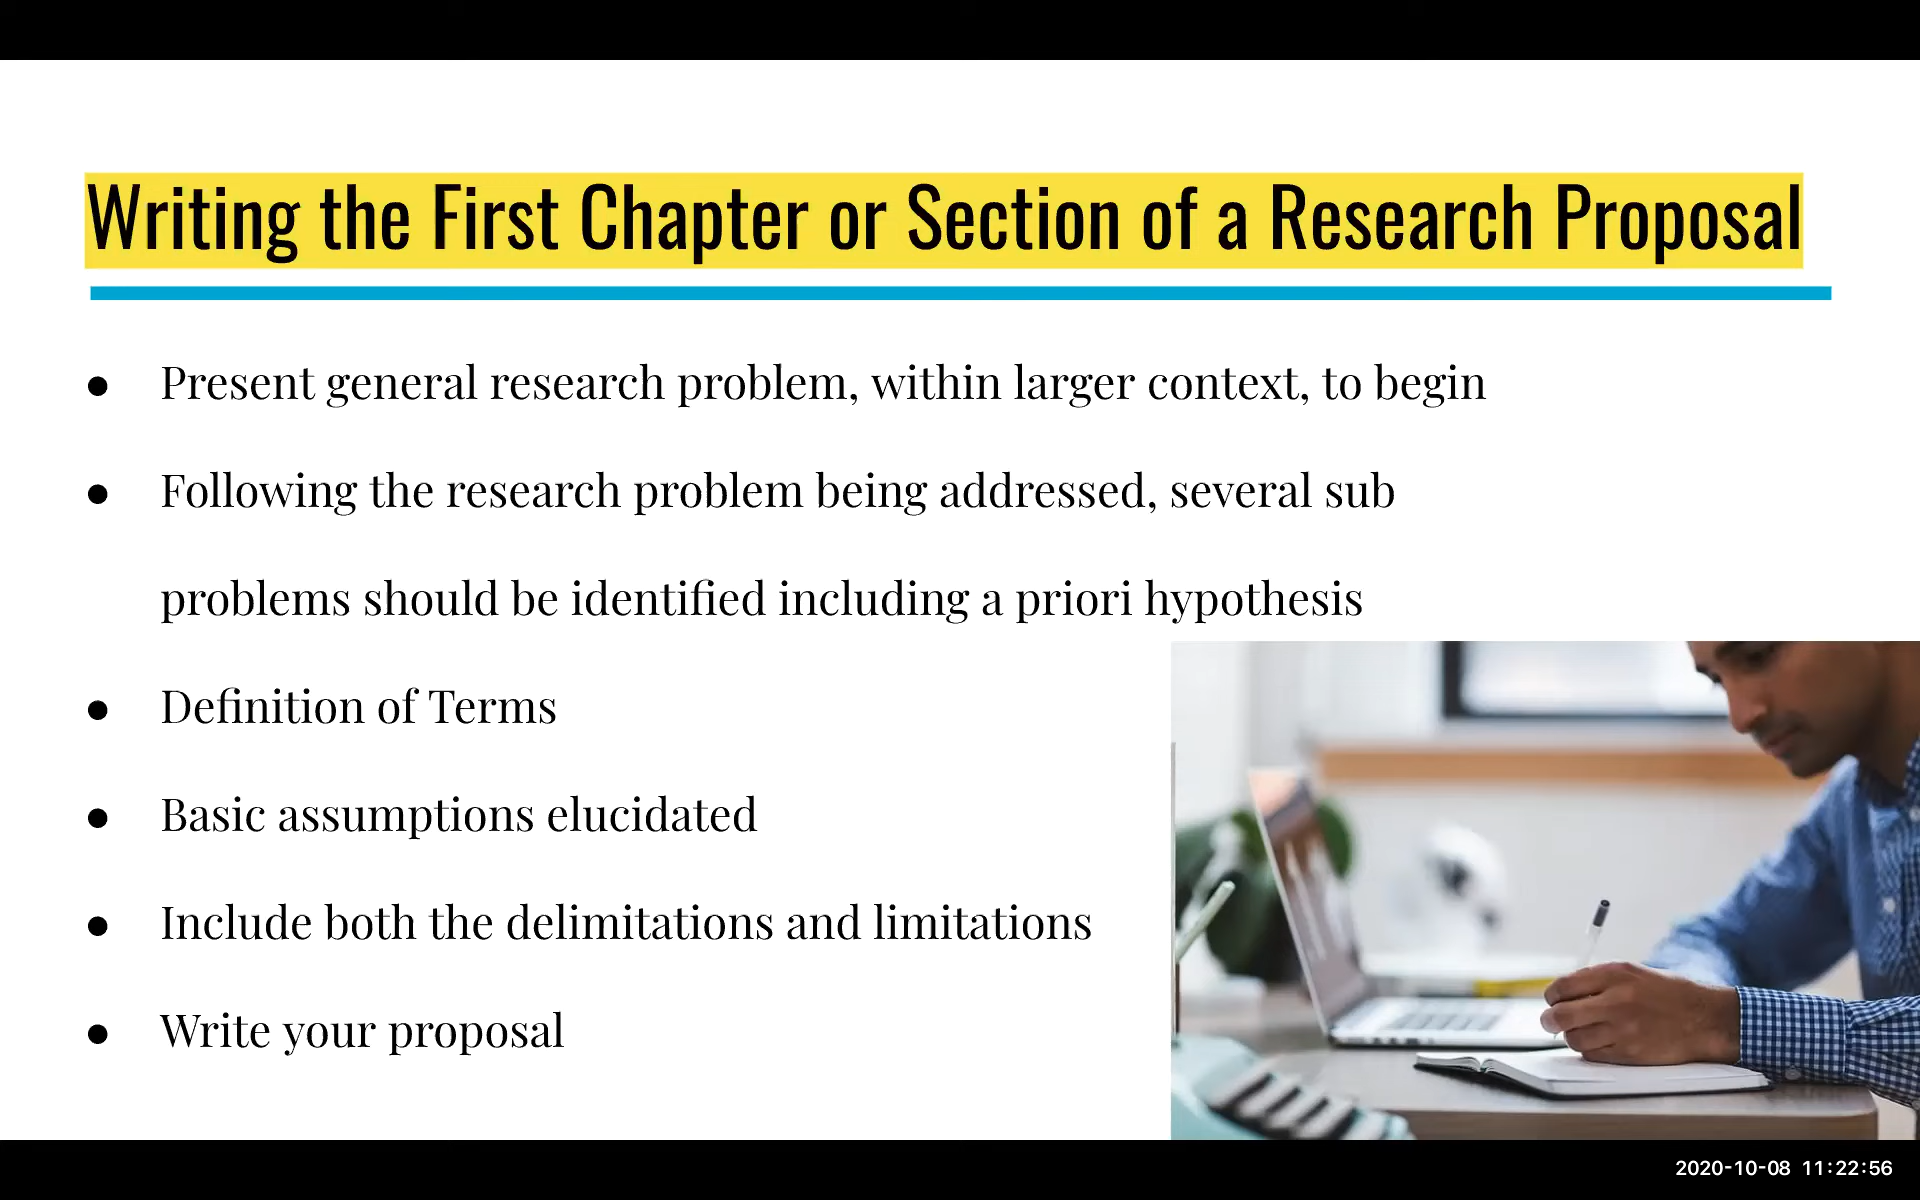 Writing the First Chapter or Section of a Research Proposal
● Present general research problem, within larger context, to begin
● Following the research problem being addressed, several sub
problems should be identified including a priori hypothesis
● Definition of Terms
● Basic assumptions elucidated
● Include both the delimitations and limitations
● Write your proposal
2020-10-08 11:22:56